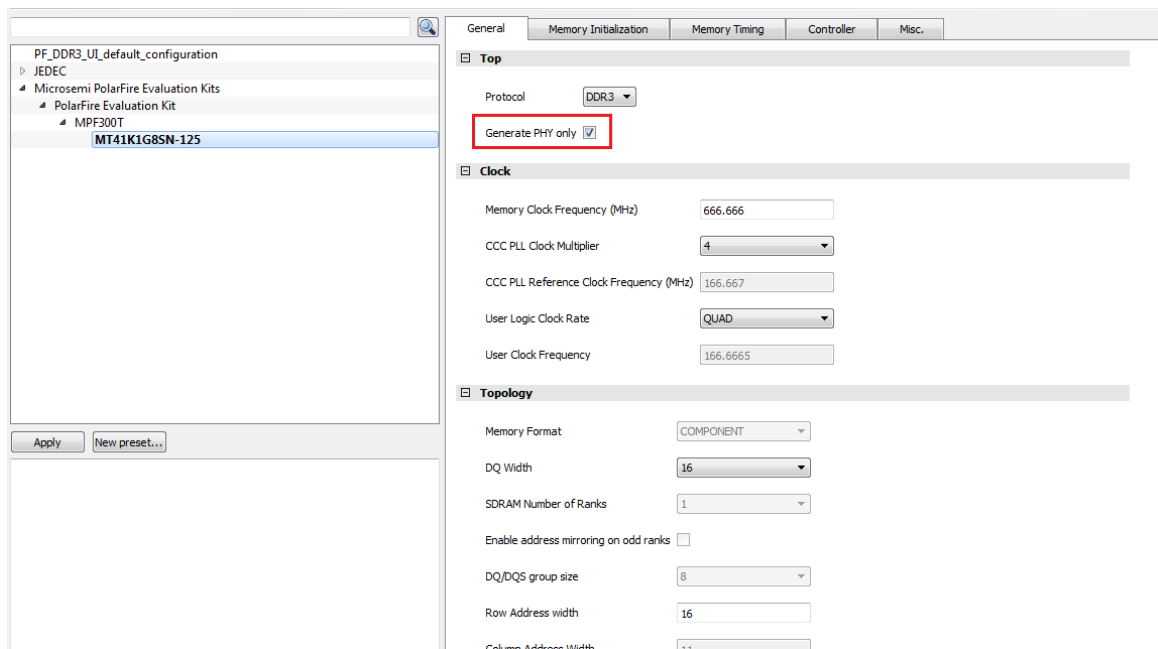 General Memory Initialization Memory Timing Controller Misc.
PF_DDR3_UI_default_configuration
JEDEC
Microsemi PolarFire Evaluation Kits
PolarFire Evaluation Kit
MPF300T
MT41K1G8SN-125
Apply New preset...
Top
Protocol DDR3
Generate PHY only
Clock
Memory Clock Frequency (MHz) 666.666
CCC PLL Clock Multiplier 4
CCC PLL Reference Clock Frequency (MHz) 166.667
User Logic Clock Rate QUAD
User Clock Frequency 166.6665
Topology
Memory Format COMPONENT
DQ Width 16
SDRAM Number of Ranks 1
Enable address mirroring on odd ranks
DQ/DQS group size 8
Row Address width 16
Column Address Width 11